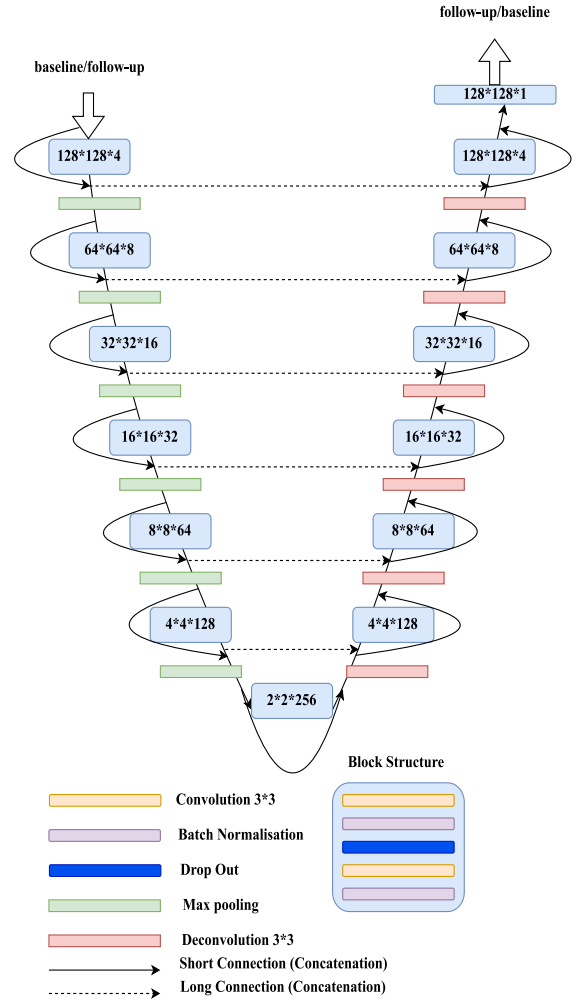 follow-up/baseline
baseline/follow-up
128*128*1
128*128*4
128*128*4
64*64*8
64*64*8
32*32*16
32*32*16
16*16*32
16*16*32
8*8*64
8*8*64
4*4*128
4*4*128
2*2*256
Block Structure
Convolution 3*3
Batch Normalisation
Drop Out
Max pooling
Deconvolution 3*3
Short Connection (Concatenation)
Long Connection (Concatenation)